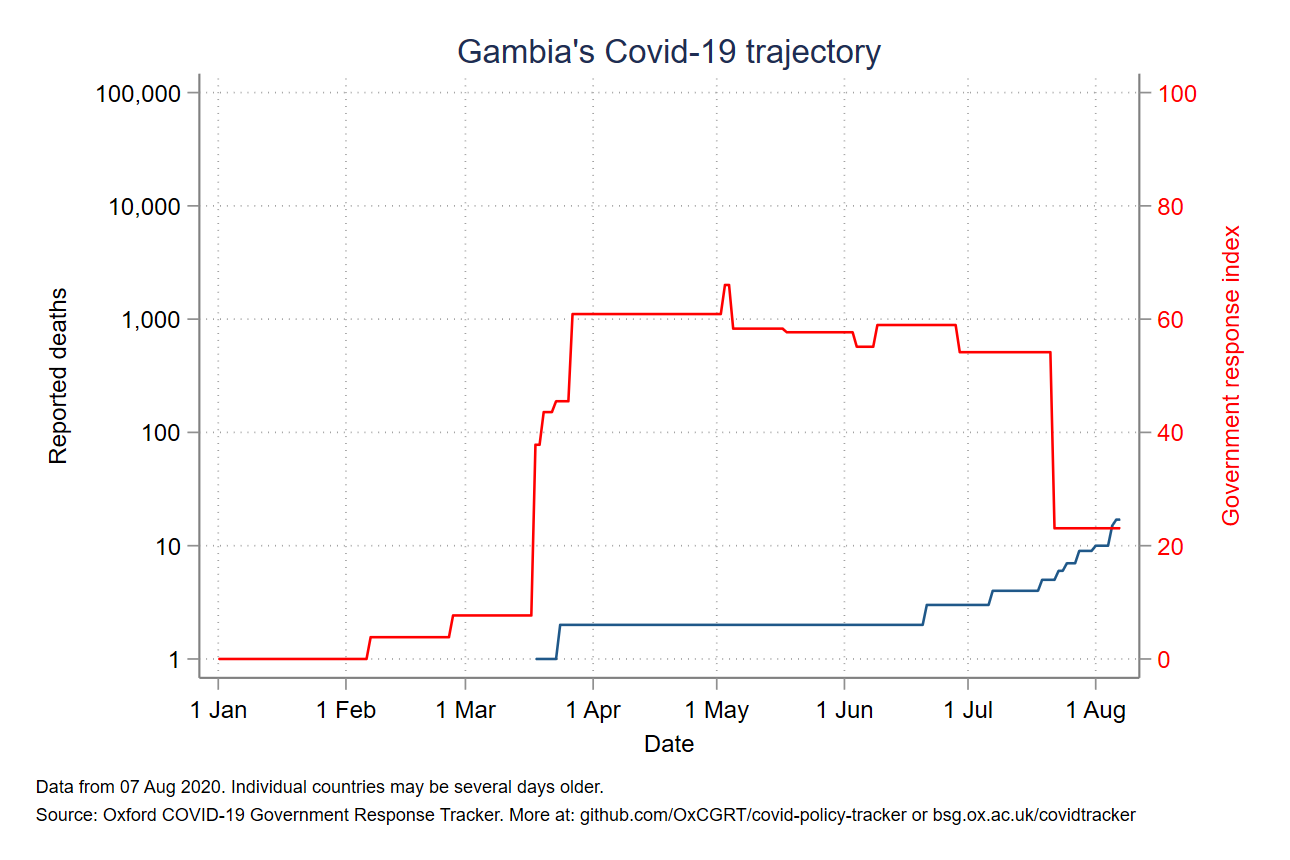 Gambia's Covid-19 trajectory
100,000
10,000
1,000
100
10
1
Reported deaths
100
80
60
40
20
0
Government response index
1 Jan 1 Feb 1 Mar 1 Apr 1 May 1 Jun 1 Jul 1 Aug
Date
Data from 07 Aug 2020. Individual countries may be several days older.
Source: Oxford COVID-19 Government Response Tracker. More at: github.com/OxCGRT/covid-policy-tracker or bsg.ox.ac.uk/covidtracker